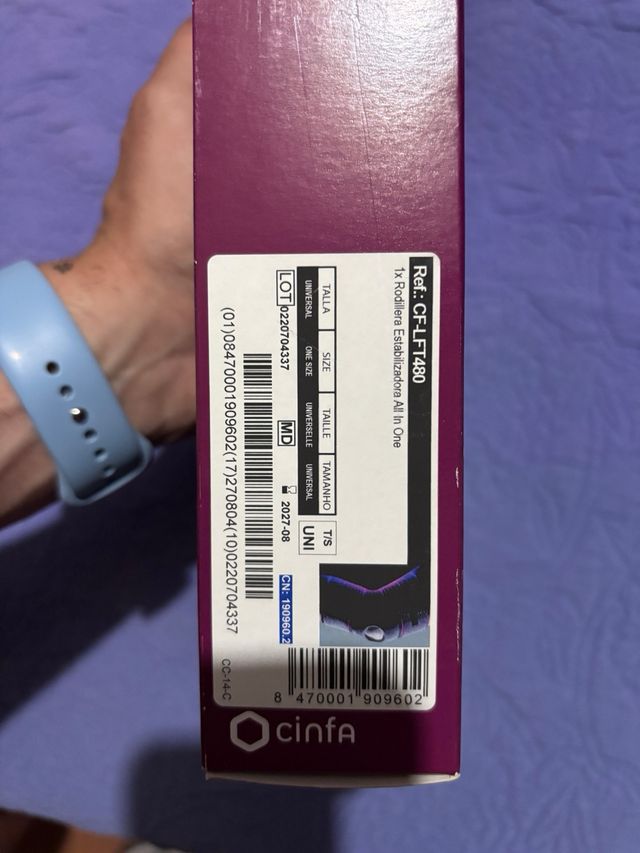 Ref.: CF-LFT480
1x Rodillera Estabilizadora All In One
TALLA SIZE TAILLE TAMANHO T/S
UNIVERSAL ONE SIZE UNIVERSELLE UNIVERSAL UNI
LOT 0220704337 MD 2027-08 CN: 190960.2
(01)08470001909602(17)270804(10)0220704337
CC-14-C
8 470001 909602
cinfa